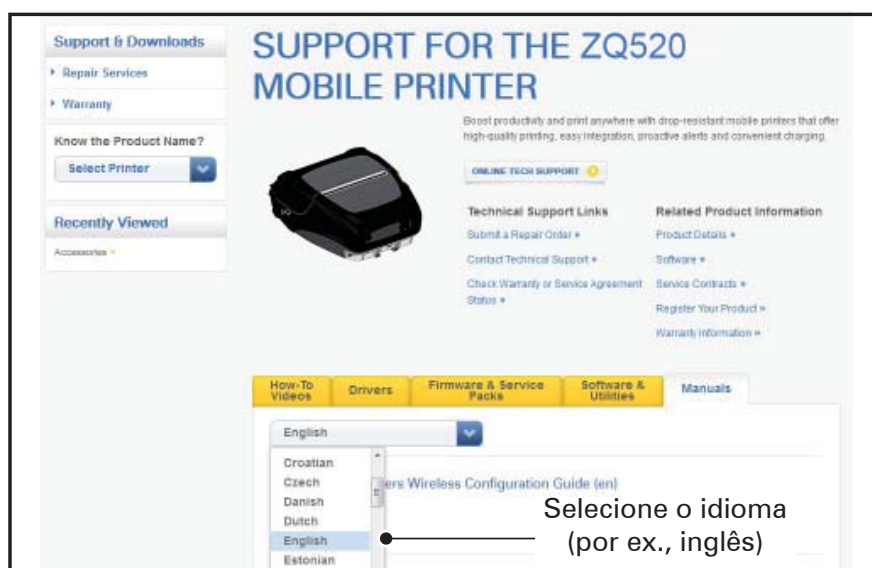 Support & Downloads
Repair Services
Warranty
Know the Product Name?
Select Printer
Recently Viewed
Accessories
SUPPORT FOR THE ZQ520
MOBILE PRINTER
Boost productivity and print anywhere with drop-resistant mobile printers that offer
high-quality printing, easy integration, proactive alerts and convenient charging.
ONLINE TECH SUPPORT
Technical Support Links
Submit a Repair Order »
Contact Technical Support »
Check Warranty or Service Agreement
Status »
Related Product Information
Product Details »
Software »
Service Contracts »
Register Your Product »
Warranty Information »
How-To
Videos
Drivers
Firmware & Service
Packs
Software &
Utilities
Manuals
English
Croatian
Czech
Danish
Dutch
English
Estonian
ers Wireless Configuration Guide (en)
Selecione o idioma
(por ex., inglês)